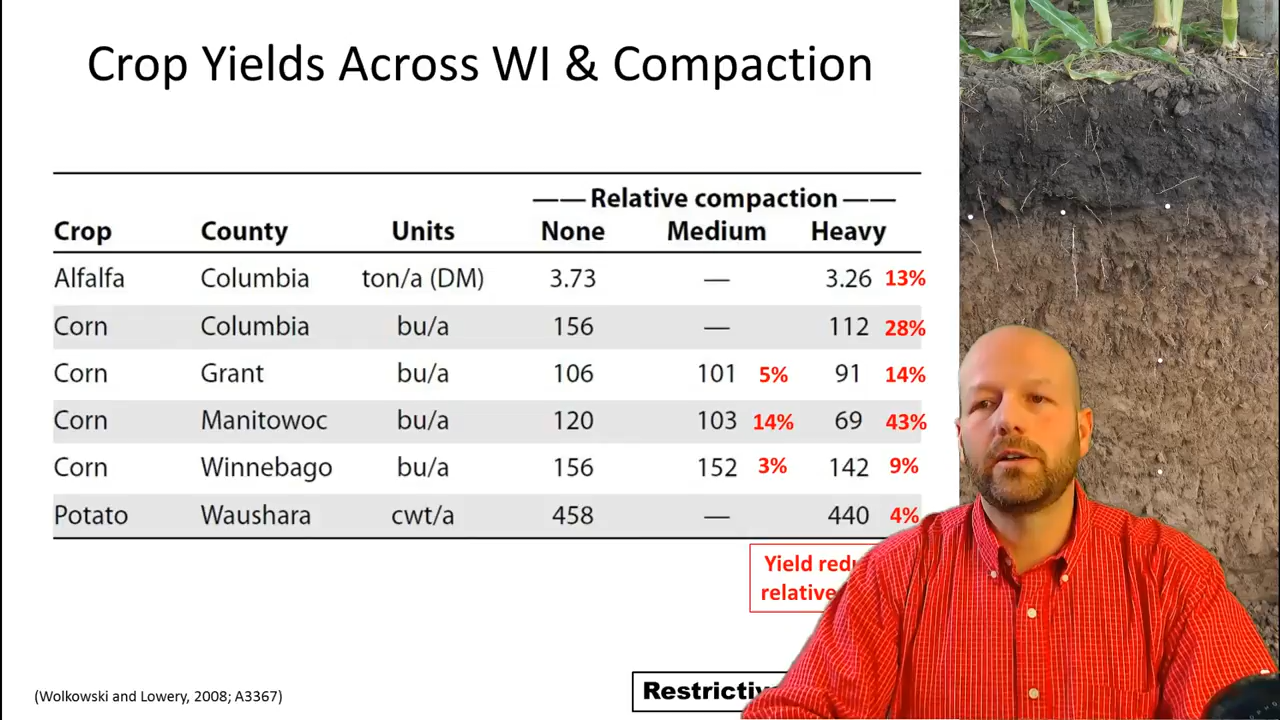 Crop Yields Across WI & Compaction
—— Relative compaction ——
Crop County Units None Medium Heavy
Alfalfa Columbia ton/a (DM) 3.73 — 3.26 13%
Corn Columbia bu/a 156 — 112 28%
Corn Grant bu/a 106 101 5% 91 14%
Corn Manitowoc bu/a 120 103 14% 69 43%
Corn Winnebago bu/a 156 152 3% 142 9%
Potato Waushara cwt/a 458 — 440 4%
Yield
relative
(Wolkowski and Lowery, 2008; A3367)